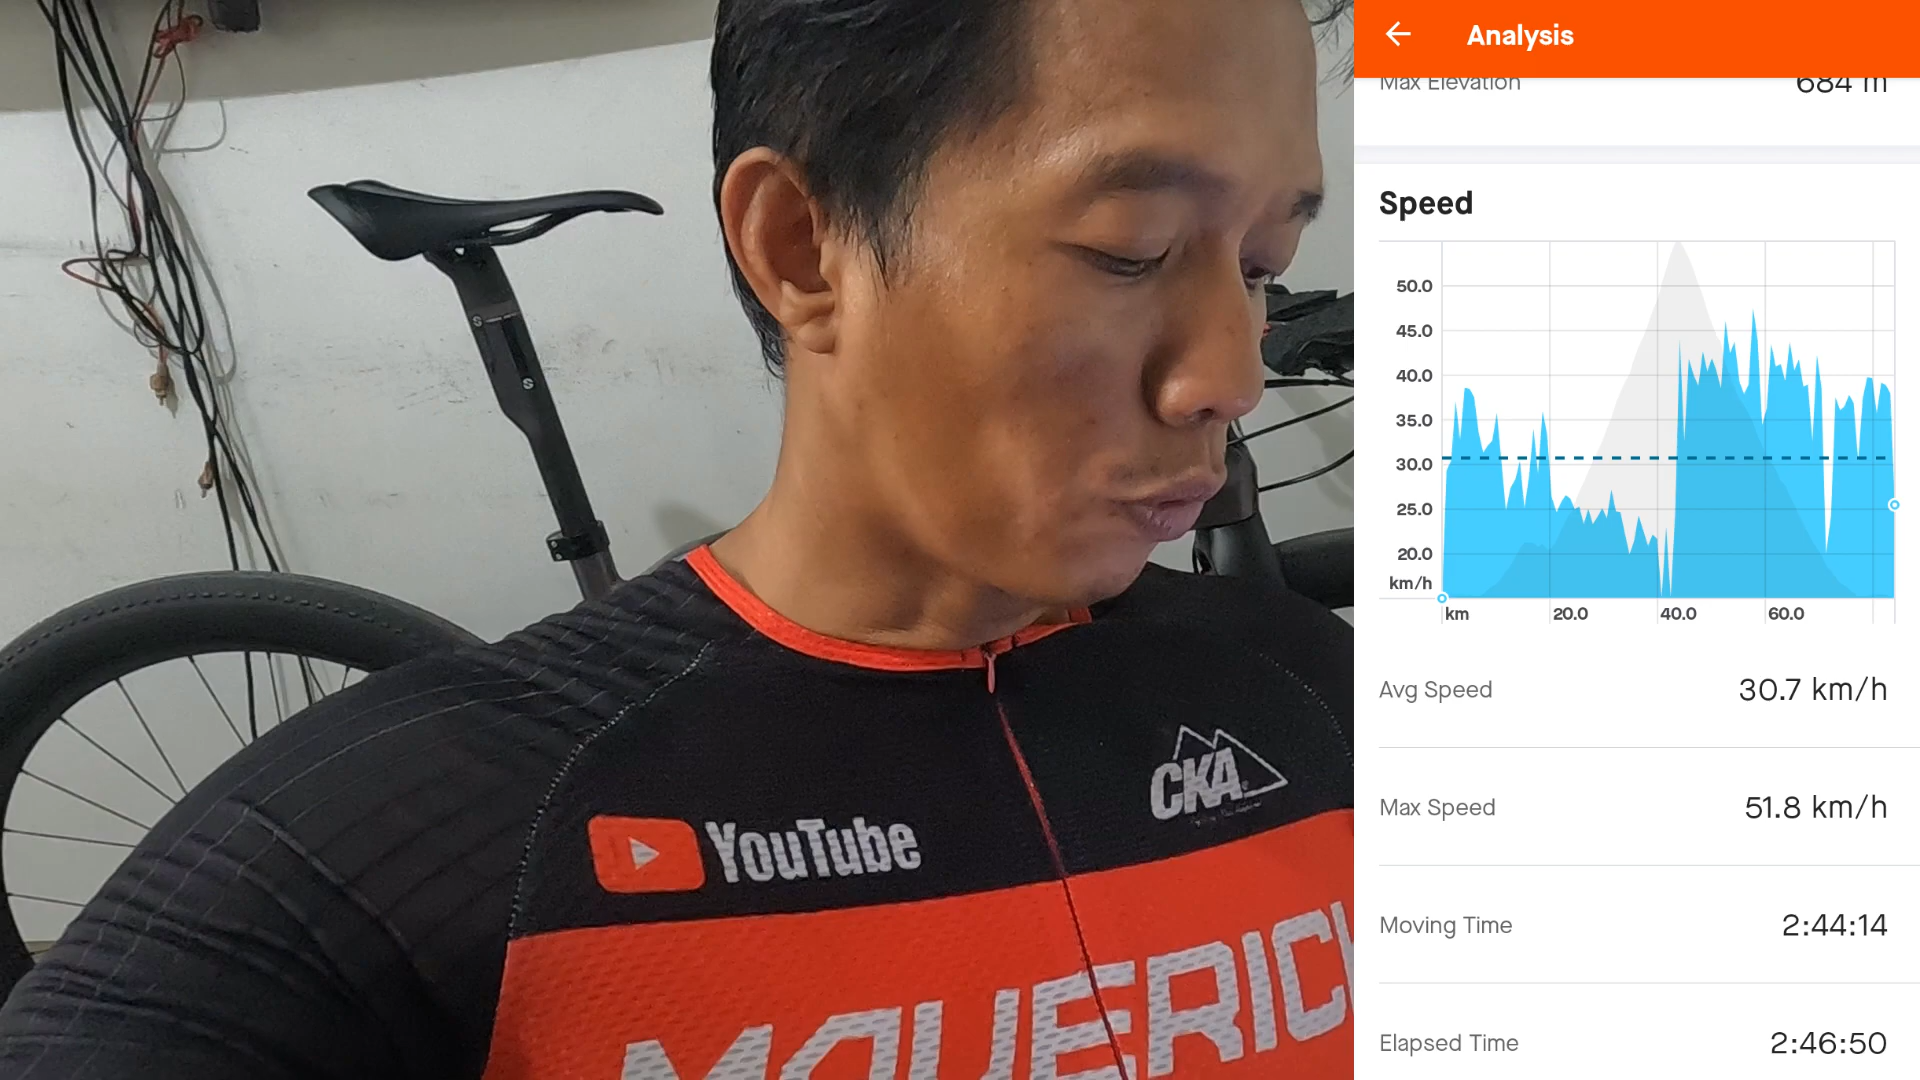 YouTube
CKA
MAVERICK
Analysis
Max Elevation 684 m
Speed
50.0
45.0
40.0
35.0
30.0
25.0
20.0
km/h
km 20.0 40.0 60.0
Avg Speed 30.7 km/h
Max Speed 51.8 km/h
Moving Time 2:44:14
Elapsed Time 2:46:50